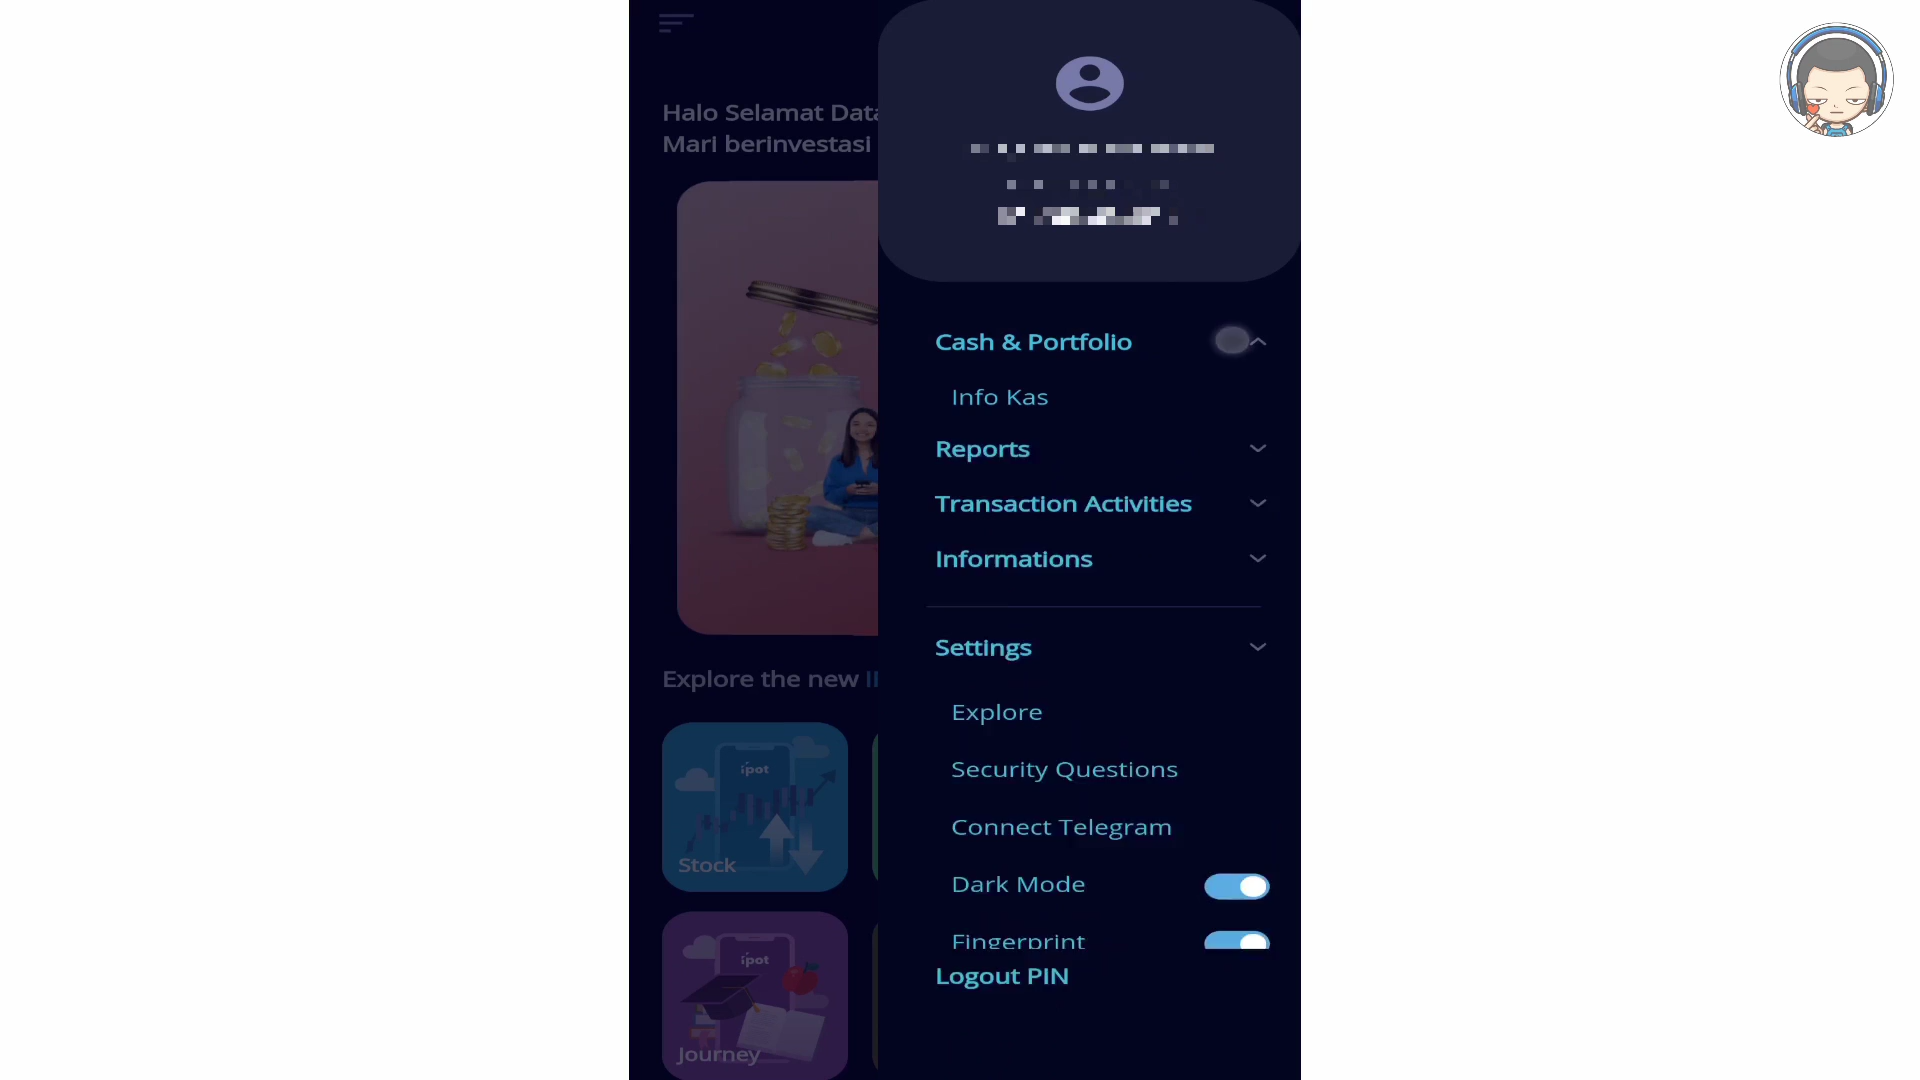 Halo Selamat Data
Mari berinvestasi
Explore the new
ipot
Stock
ipot
Journey
Cash & Portfolio
Info Kas
Reports
Transaction Activities
Informations
Settings
Explore
Security Questions
Connect Telegram
Dark Mode
Fingerprint
Logout PIN